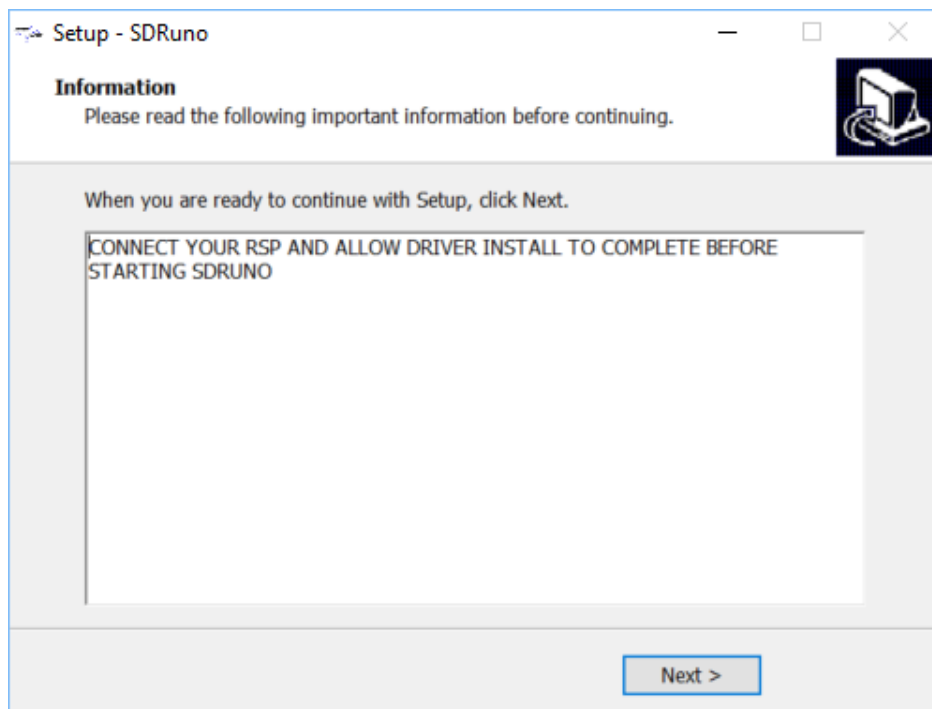 Setup - SDRuno
Information
Please read the following important information before continuing.
When you are ready to continue with Setup, click Next.
CONNECT YOUR RSP AND ALLOW DRIVER INSTALL TO COMPLETE BEFORE
STARTING SDRUNO
Next >